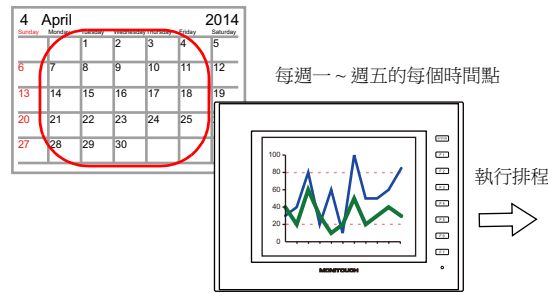 4 April 2014
Sunday Monday Tuesday Wednesday Thursday Friday Saturday
1 2 3 4 5
6 7 8 9 10 11 12
13 14 15 16 17 18 19
20 21 22 23 24 25
27 28 29 30
每週一 ~ 週五的每個時間點
100
80
60
40
20
0
MONITOUCH
執行排程